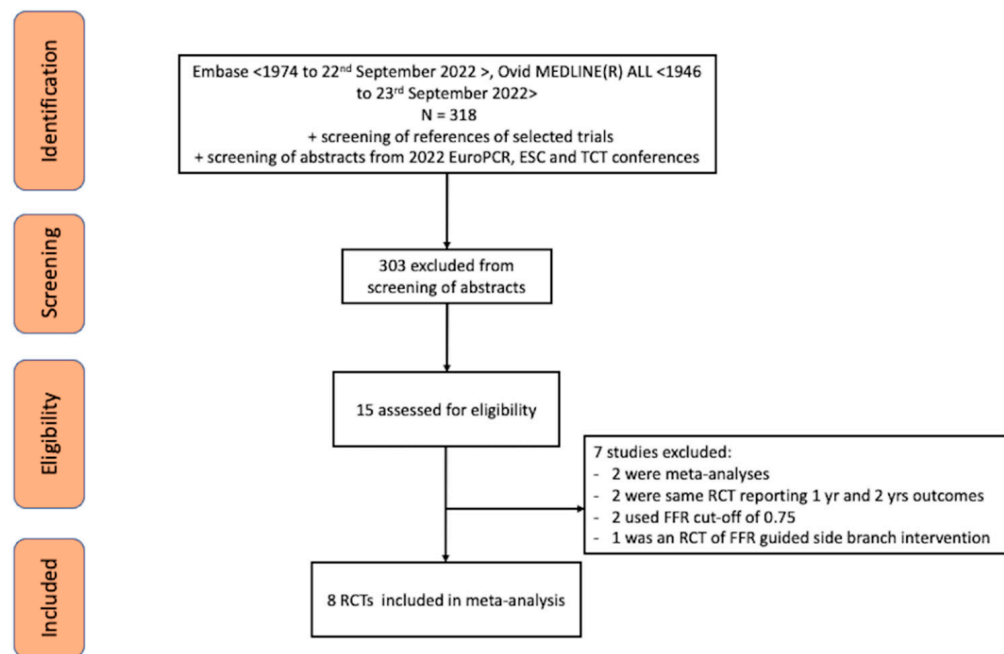 Identification
Embase <1974 to 22nd September 2022 >, Ovid MEDLINE(R) ALL <1946
to 23rd September 2022>
N = 318
+ screening of references of selected trials
+ screening of abstracts from 2022 EuroPCR, ESC and TCT conferences
Screening
303 excluded from
screening of abstracts
Eligibility
15 assessed for eligibility
7 studies excluded:
- 2 were meta-analyses
- 2 were same RCT reporting 1 yr and 2 yrs outcomes
- 2 used FFR cut-off of 0.75
- 1 was an RCT of FFR guided side branch intervention
Included
8 RCTs included in meta-analysis